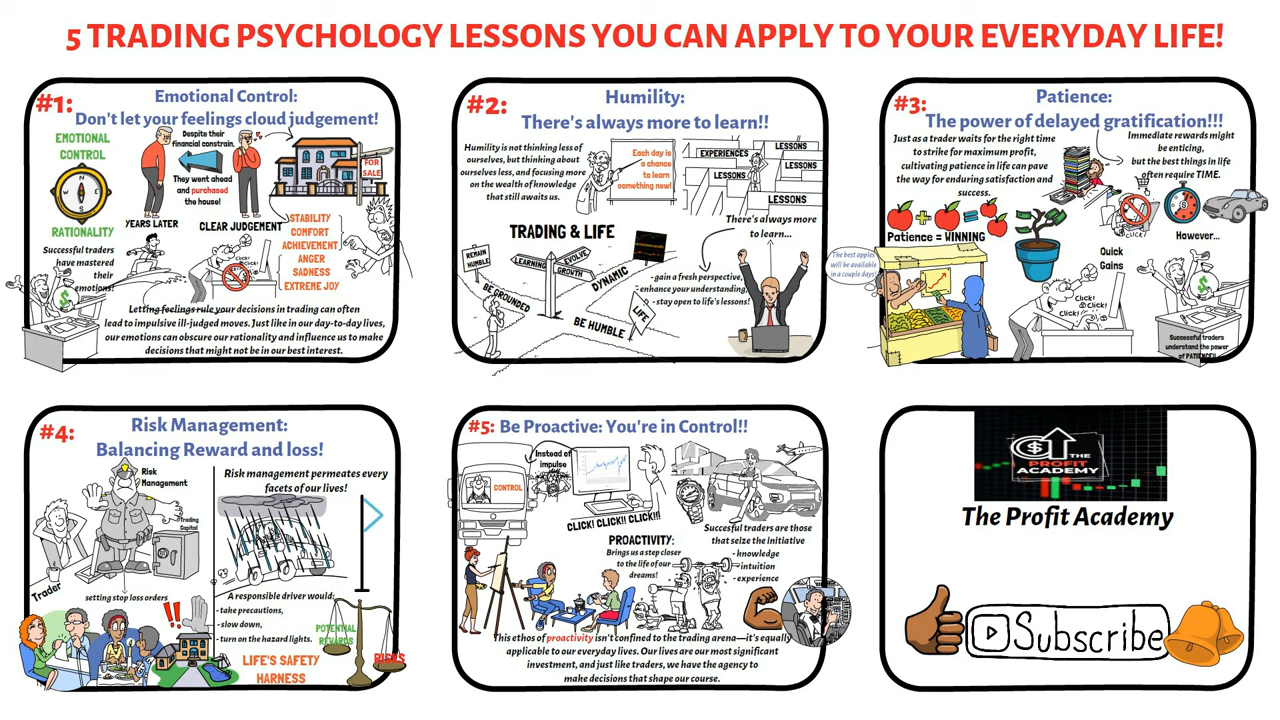 5 TRADING PSYCHOLOGY LESSONS YOU CAN APPLY TO YOUR EVERYDAY LIFE!
#1:
Emotional Control:
Don't let your feelings cloud judgement!
EMOTIONAL
CONTROL
N
E
S
W
RATIONALITY
Despite their
financial constrain,
They went ahead
and purchased
the house!
FOR
SALE
YEARS LATER
CLEAR JUDGEMENT
STABILITY
COMFORT
ACHIEVEMENT
ANGER
SADNESS
EXTREME JOY
Successful traders
have mastered
their
emotions!
$
Click!
Click!
Letting feelings rule your decisions in trading can often
lead to impulsive ill-judged moves. Just like in our day-to-day lives,
our emotions can obscure our rationality and influence us to make
decisions that might not be in our best interest.
#2:
Humility:
There's always more to learn!!
Humility is not thinking less of
ourselves, but thinking about
ourselves less, and focusing more
on the wealth of knowledge
that still awaits us.
Each day is
a chance
to learn
something new!
EXPERIENCES
LESSONS
LESSONS
LESSONS
LESSONS
TRADING & LIFE
There's always more
to learn...
REMAIN
HUMBLE!
LEARNING
EVOLVE
GROWTH
DYNAMIC
BE GROUNDED
BE HUMBLE
LIFE
- gain a fresh perspective,
- enhance your understanding,
- stay open to life's lessons!
#3:
Patience:
The power of delayed gratification!!!
Just as a trader waits for the right time
to strike for maximum profit,
cultivating patience in life can pave
the way for enduring satisfaction and
success.
Immediate rewards might
be enticing,
but the best things in life
often require TIME.
+
=
Patience = WINNING
The best apples
will be available
in a couple days!
CLICK!
Quick
Gains
However...
Click!
Click!
Click!
$
Successful traders
understand the power
of PATIENCE!!
#4:
Risk Management:
Balancing Reward and loss!
Risk
Management
Trading
Capital
Trader
setting stop loss orders
!!
Risk management permeates every
facets of our lives!
A responsible driver would:
- take precautions,
- slow down,
- turn on the hazard lights.
LIFE'S SAFETY
HARNESS
POTENTIAL
REWARDS
RISKS
#5: Be Proactive: You're in Control!!
CONTROL
Instead of
impulse
CLICK! CLICK!! CLICK!!!
PROACTIVITY:
Brings us a step closer
to the life of our
dreams!
Succesful traders are those
that seize the initiative
- knowledge
- intuition
- experience
This ethos of proactivity isn't confined to the trading arena—it's equally
applicable to our everyday lives. Our lives are our most significant
investment, and just like traders, we have the agency to
make decisions that shape our course.
$
THE
PROFIT
ACADEMY
The Profit Academy
Subscribe